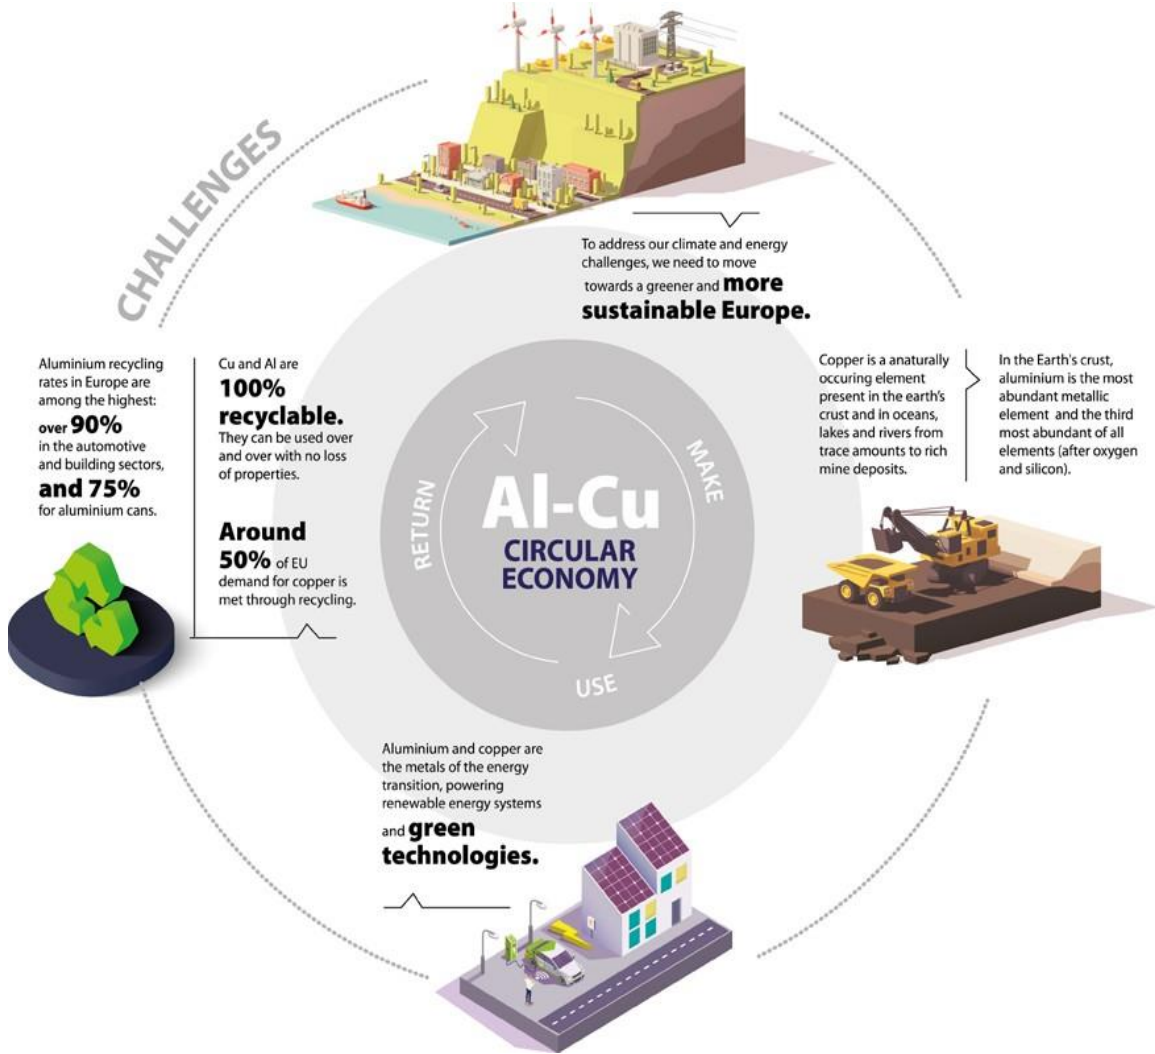 CHALLENGES
To address our climate and energy
challenges, we need to move
towards a greener and more
sustainable Europe.
Aluminium recycling
rates in Europe are
among the highest:
over 90%
in the automotive
and building sectors,
and 75%
for aluminium cans.
Cu and Al are
100%
recyclable.
They can be used over
and over with no loss
of properties.
Around
50% of EU
demand for copper is
met through recycling.
Copper is a anaturally
occuring element
present in the earth's
crust and in oceans,
lakes and rivers from
trace amounts to rich
mine deposits.
In the Earth's crust,
aluminium is the most
abundant metallic
element and the third
most abundant of all
elements (after oxygen
and silicon).
RETURN
MAKE
Al-Cu
CIRCULAR
ECONOMY
USE
Aluminium and copper are
the metals of the energy
transition, powering
renewable energy systems
and green
technologies.